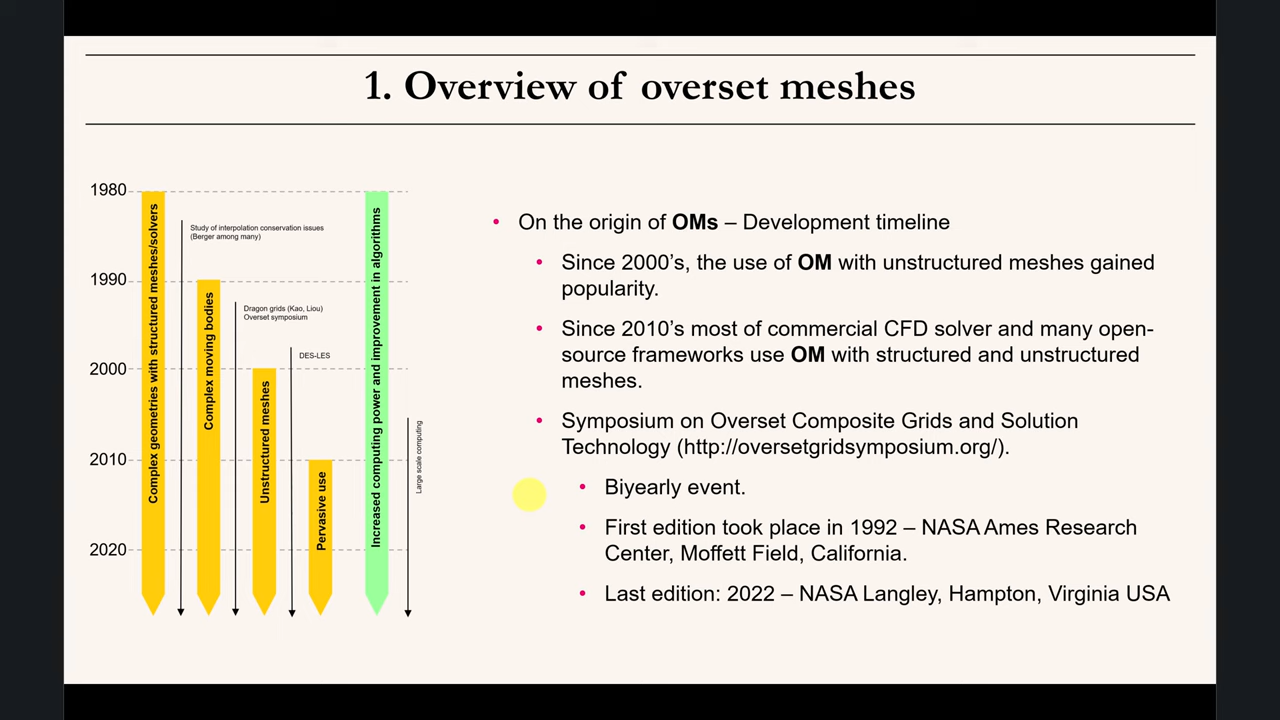 1. Overview of overset meshes
1980
1990
2000
2010
2020
Complex geometries with structured meshes/solvers
Study of interpolation conservation issues
(Berger among many)
Complex moving bodies
Dragon grids (Kao, Liou)
Overset symposium
Unstructured meshes
DES-LES
Pervasive use
Increased computing power and improvement in algorithms
Large scale computing
• On the origin of OMs – Development timeline
• Since 2000’s, the use of OM with unstructured meshes gained
popularity.
• Since 2010’s most of commercial CFD solver and many open-
source frameworks use OM with structured and unstructured
meshes.
• Symposium on Overset Composite Grids and Solution
Technology (http://oversetgridsymposium.org/).
• Biyearly event.
• First edition took place in 1992 – NASA Ames Research
Center, Moffett Field, California.
• Last edition: 2022 – NASA Langley, Hampton, Virginia USA